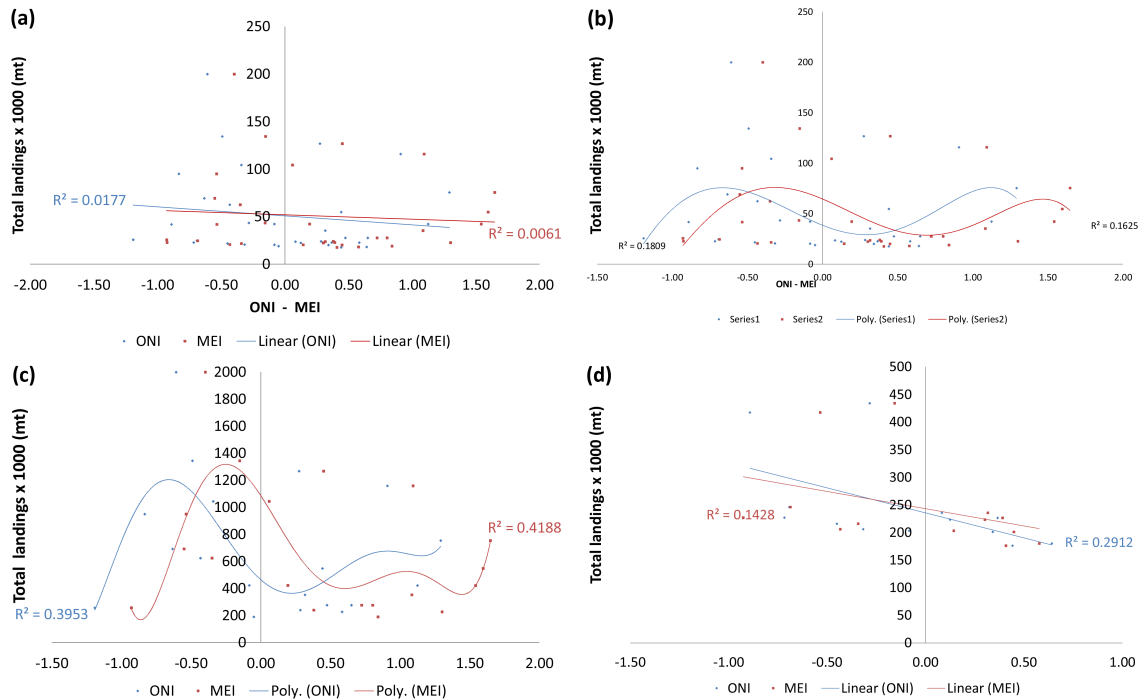 (a)
Total landings x 1000 (mt)
250
200
150
100
50
0
R² = 0.0177
R² = 0.0061
-2.00 -1.50 -1.00 -0.50 0.00 0.50 1.00 1.50 2.00
ONI - MEI
ONI MEI Linear (ONI) Linear (MEI)
(b)
Total landings x 1000 (mt)
250
200
150
100
50
0
R² = 0.1809
R² = 0.1625
-1.50 -1.00 -0.50 0.00 0.50 1.00 1.50 2.00
ONI - MEI
Series1 Series2 Poly. (Series1) Poly. (Series2)
(c)
Total landings x 1000 (mt)
2000
1800
1600
1400
1200
1000
800
600
400
200
0
R² = 0.3953
R² = 0.4188
-1.50 -1.00 -0.50 0.00 0.50 1.00 1.50 2.00
ONI MEI Poly. (ONI) Poly. (MEI)
(d)
Total landings x 1000 (mt)
500
450
400
350
300
250
200
150
100
50
0
R² = 0.1428
R² = 0.2912
-1.50 -1.00 -0.50 0.00 0.50 1.00
ONI MEI Linear (ONI) Linear (MEI)